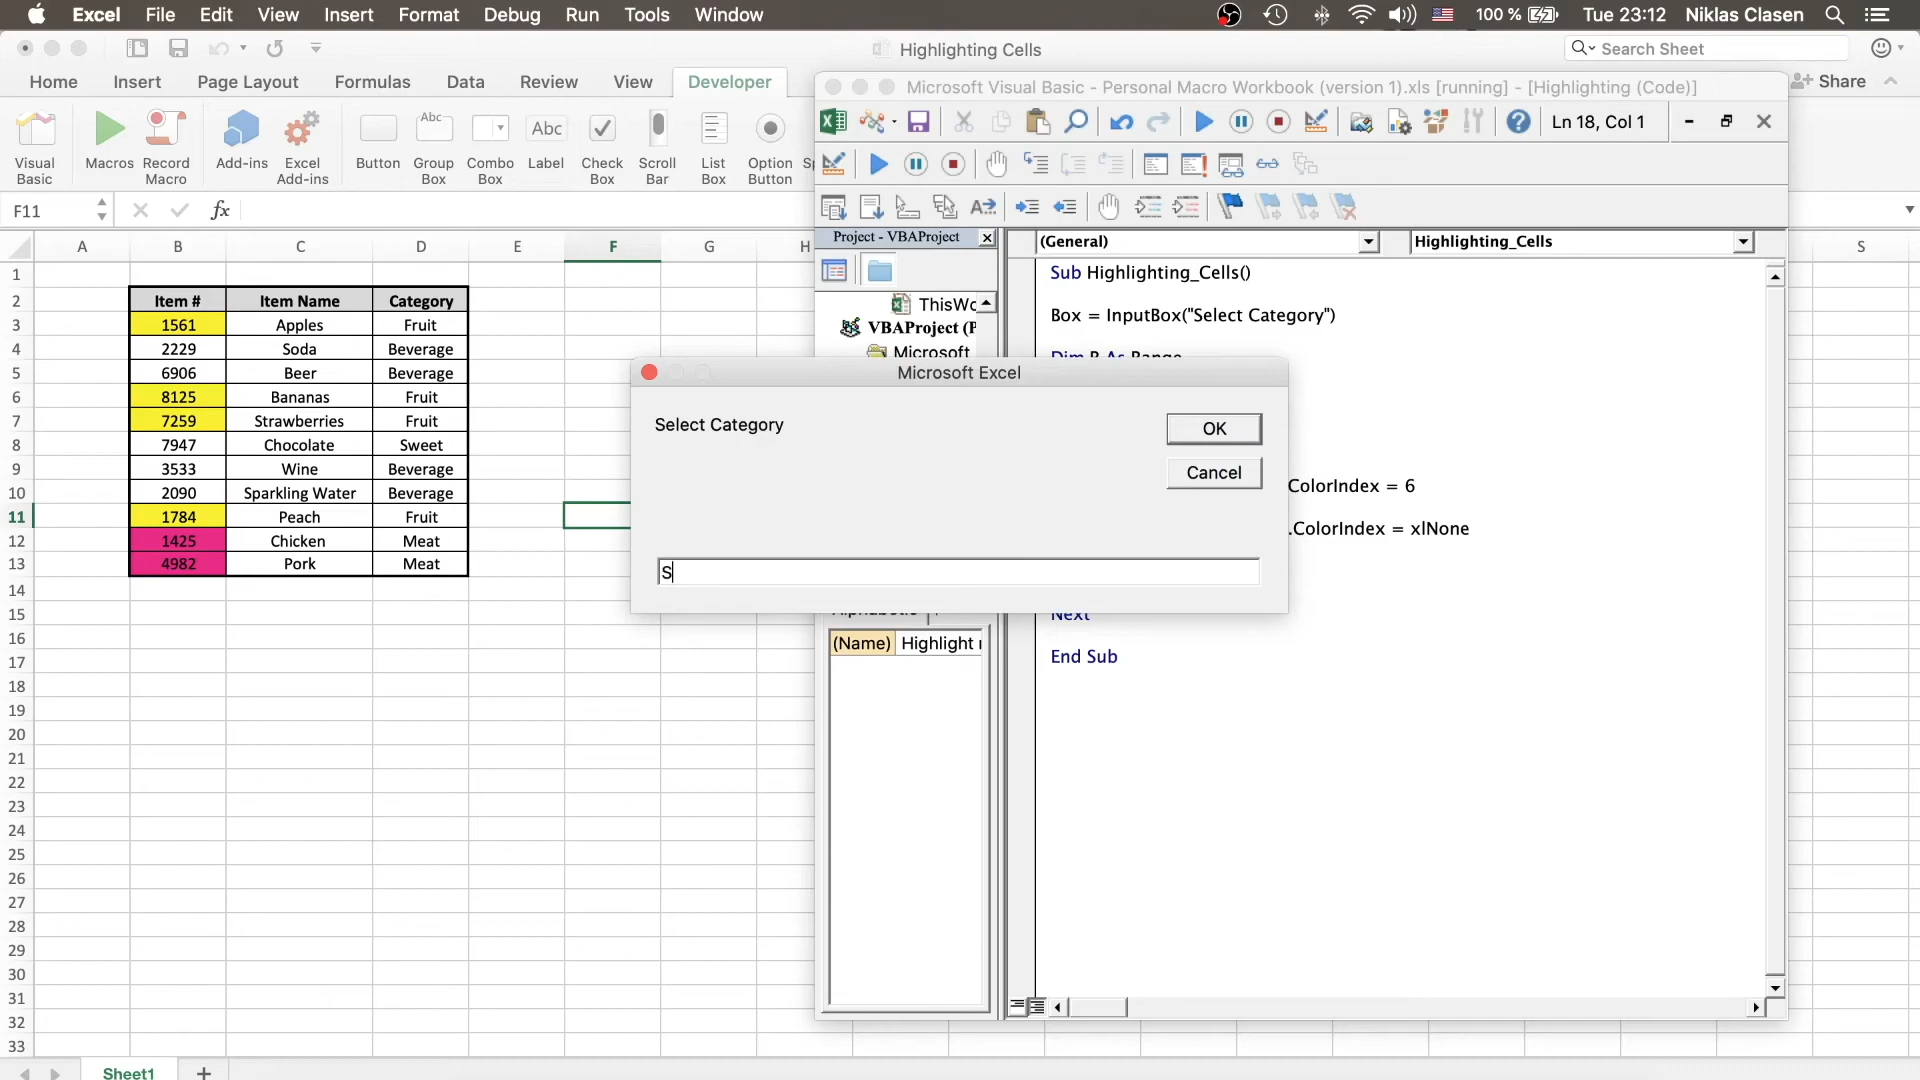 Excel File Edit View Insert Format Debug Run Tools Window 100 % Tue 23:12 Niklas Clasen
Highlighting Cells
Search Sheet
Home Insert Page Layout Formulas Data Review View Developer
Share
Visual Basic
Macros
Record Macro
Add-ins
Excel Add-ins
Button
Group Box
Combo Box
Label
Check Box
Scroll Bar
List Box
Option Button
Abc
Abc
F11
fx
A B C D E F G H S
1
2 Item # Item Name Category
3 1561 Apples Fruit
4 2229 Soda Beverage
5 6906 Beer Beverage
6 8125 Bananas Fruit
7 7259 Strawberries Fruit
8 7947 Chocolate Sweet
9 3533 Wine Beverage
10 2090 Sparkling Water Beverage
11 1784 Peach Fruit
12 1425 Chicken Meat
13 4982 Pork Meat
14
15
16
17
18
19
20
21
22
23
24
25
26
27
28
29
30
31
32
33
Sheet1 +
Microsoft Visual Basic - Personal Macro Workbook (version 1).xls [running] - [Highlighting (Code)]
Ln 18, Col 1
Project - VBAProject
ThisWo
VBAProject (P
Microsoft
(Name) Highlight
(General)
Highlighting_Cells
Sub Highlighting_Cells()
Box = InputBox("Select Category")
Dim R As Range
ColorIndex = 6
.ColorIndex = xlNone
Next
End Sub
Microsoft Excel
Select Category
OK
Cancel
S